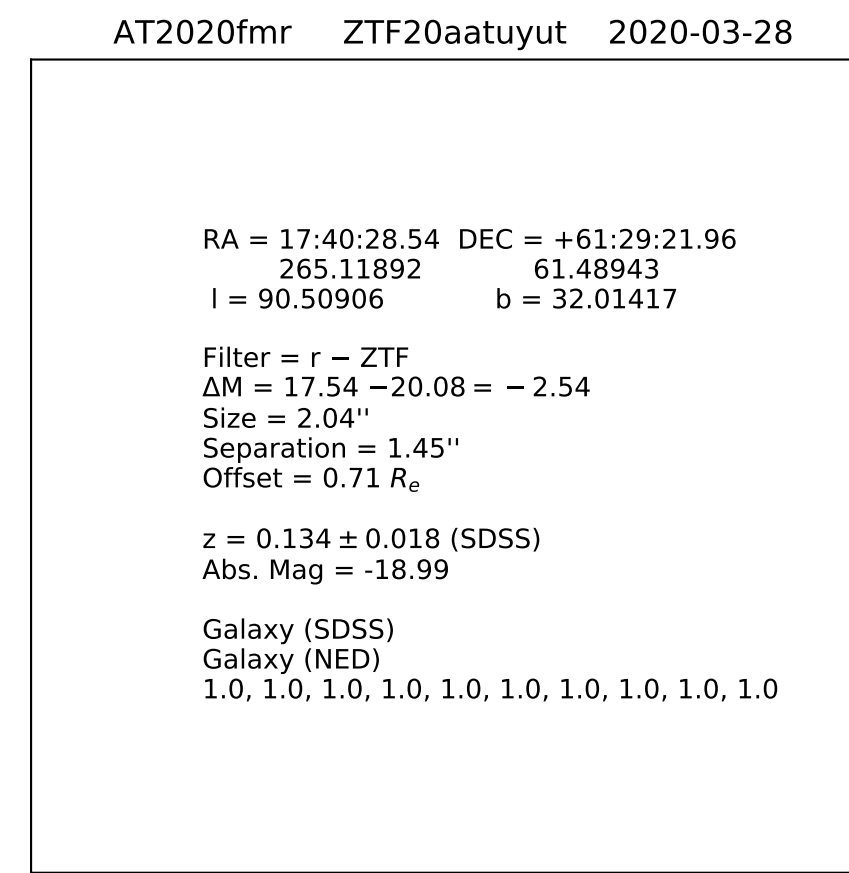 AT2020fmr ZTF20aatuyut 2020-03-28
RA = 17:40:28.54 DEC = +61:29:21.96
265.11892 61.48943
l = 90.50906 b = 32.01417
Filter = r − ZTF
ΔM = 17.54 −20.08 = − 2.54
Size = 2.04''
Separation = 1.45''
Offset = 0.71 Rₑ
z = 0.134 ± 0.018 (SDSS)
Abs. Mag = -18.99
Galaxy (SDSS)
Galaxy (NED)
1.0, 1.0, 1.0, 1.0, 1.0, 1.0, 1.0, 1.0, 1.0, 1.0